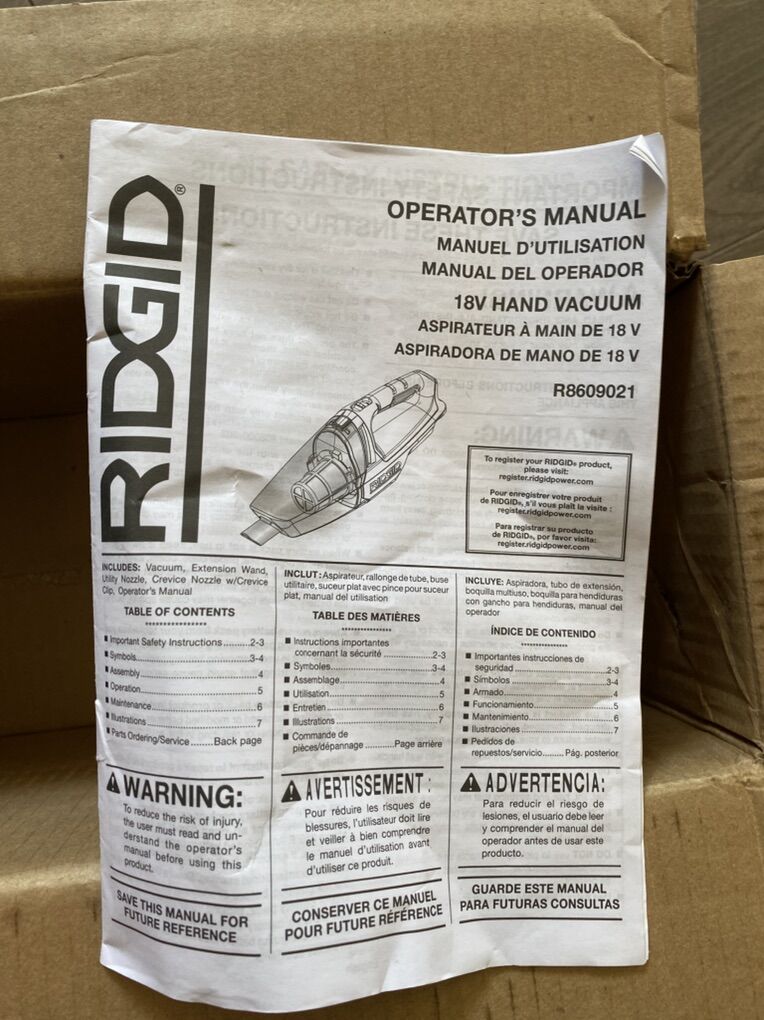 RIDGID®
OPERATOR'S MANUAL
MANUEL D'UTILISATION
MANUAL DEL OPERADOR
18V HAND VACUUM
ASPIRATEUR À MAIN DE 18 V
ASPIRADORA DE MANO DE 18 V
R8609021
RIDGID
To register your RIDGID® product,
please visit:
register.ridgidpower.com
Pour enregistrer votre produit
de RIDGID®, s'il vous plaît la visite :
register.ridgidpower.com
Para registrar su producto
de RIDGID®, por favor visita:
register.ridgidpower.com
INCLUDES: Vacuum, Extension Wand,
Utility Nozzle, Crevice Nozzle w/Crevice
Clip, Operator's Manual
TABLE OF CONTENTS
****************
■ Important Safety Instructions.........2-3
■ Symbols.........3-4
■ Assembly.........4
■ Operation.........5
■ Maintenance.........6
■ Illustrations.........7
■ Parts Ordering/Service.......Back page
WARNING:
To reduce the risk of injury,
the user must read and un-
derstand the operator's
manual before using this
product.
SAVE THIS MANUAL FOR
FUTURE REFERENCE
INCLUT : Aspirateur, rallonge de tube, buse
utilitaire, suceur plat avec pince pour suceur
plat, manual del utilisation
TABLE DES MATIÈRES
****************
■ Instructions importantes
concernant la sécurité .........2-3
■ Symboles.........3-4
■ Assemblage.........4
■ Utilisation.........5
■ Entretien.........6
■ Illustrations.........7
■ Commande de
pièces/dépannage .........Page arrière
AVERTISSEMENT :
Pour réduire les risques de
blessures, l'utilisateur doit lire
et veiller à bien comprendre
le manuel d'utilisation avant
d'utiliser ce produit.
CONSERVER CE MANUEL
POUR FUTURE RÉFÉRENCE
INCLUYE: Aspiradora, tubo de extensión,
boquilla multiuso, boquilla para hendiduras
con gancho para hendiduras, manual del
operador
ÍNDICE DE CONTENIDO
****************
■ Importantes instrucciones de
seguridad.........2-3
■ Símbolos.........3-4
■ Armado.........4
■ Funcionamiento.........5
■ Mantenimiento.........6
■ Ilustraciones.........7
■ Pedidos de
repuestos/servicio...... Pág. posterior
ADVERTENCIA:
Para reducir el riesgo de
lesiones, el usuario debe leer
y comprender el manual del
operador antes de usar este
producto.
GUARDE ESTE MANUAL
PARA FUTURAS CONSULTAS